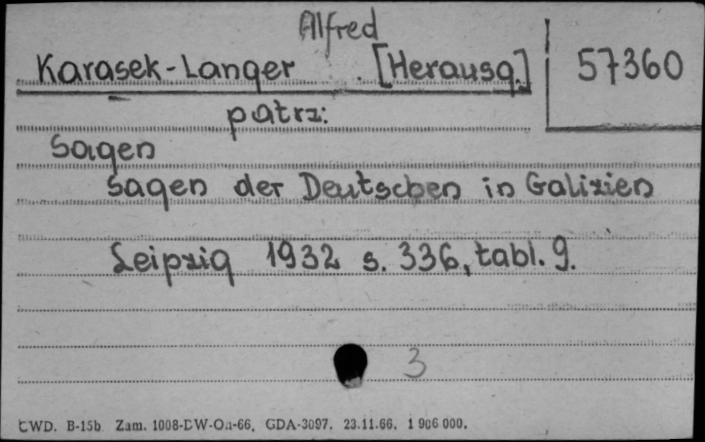 Alfred
Karasek-Langer [Herausg.] 57360
patrz:
Sagen
Sagen der Deutschen in Galizien
Leipzig 1932 s. 336, tabl. 9.
3
CWD. B-15b Zam. 1008-DW-Oa-66. GDA-3097. 23.11.66. 1 906 000.